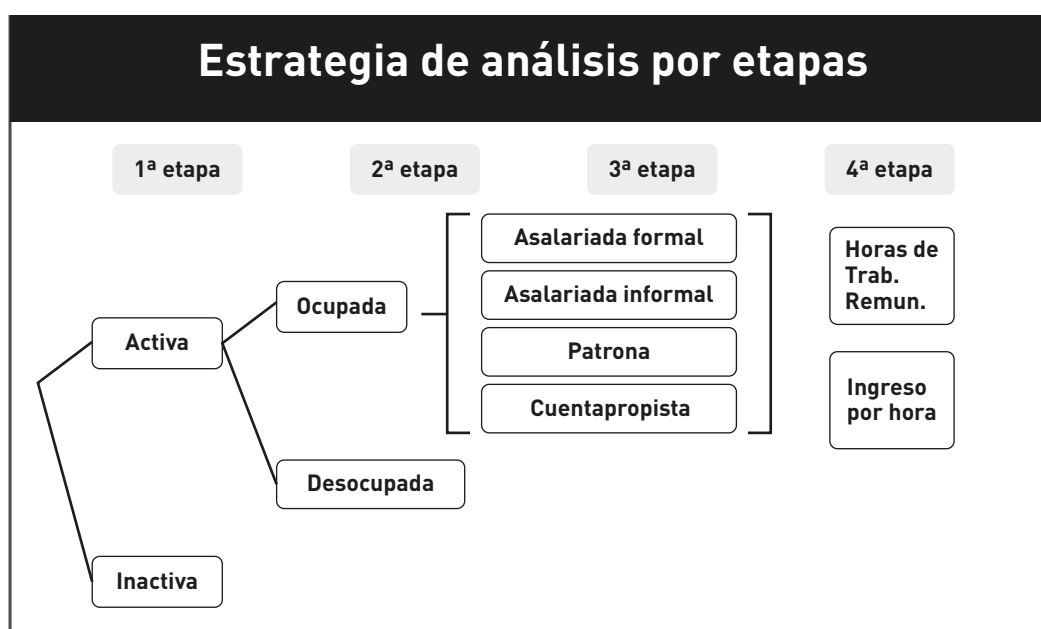 Estrategia de análisis por etapas
1ª etapa
2ª etapa
3ª etapa
4ª etapa
Activa
Inactiva
Ocupada
Desocupada
Asalariada formal
Asalariada informal
Patrona
Cuentapropista
Horas de
Trab.
Remun.
Ingreso
por hora